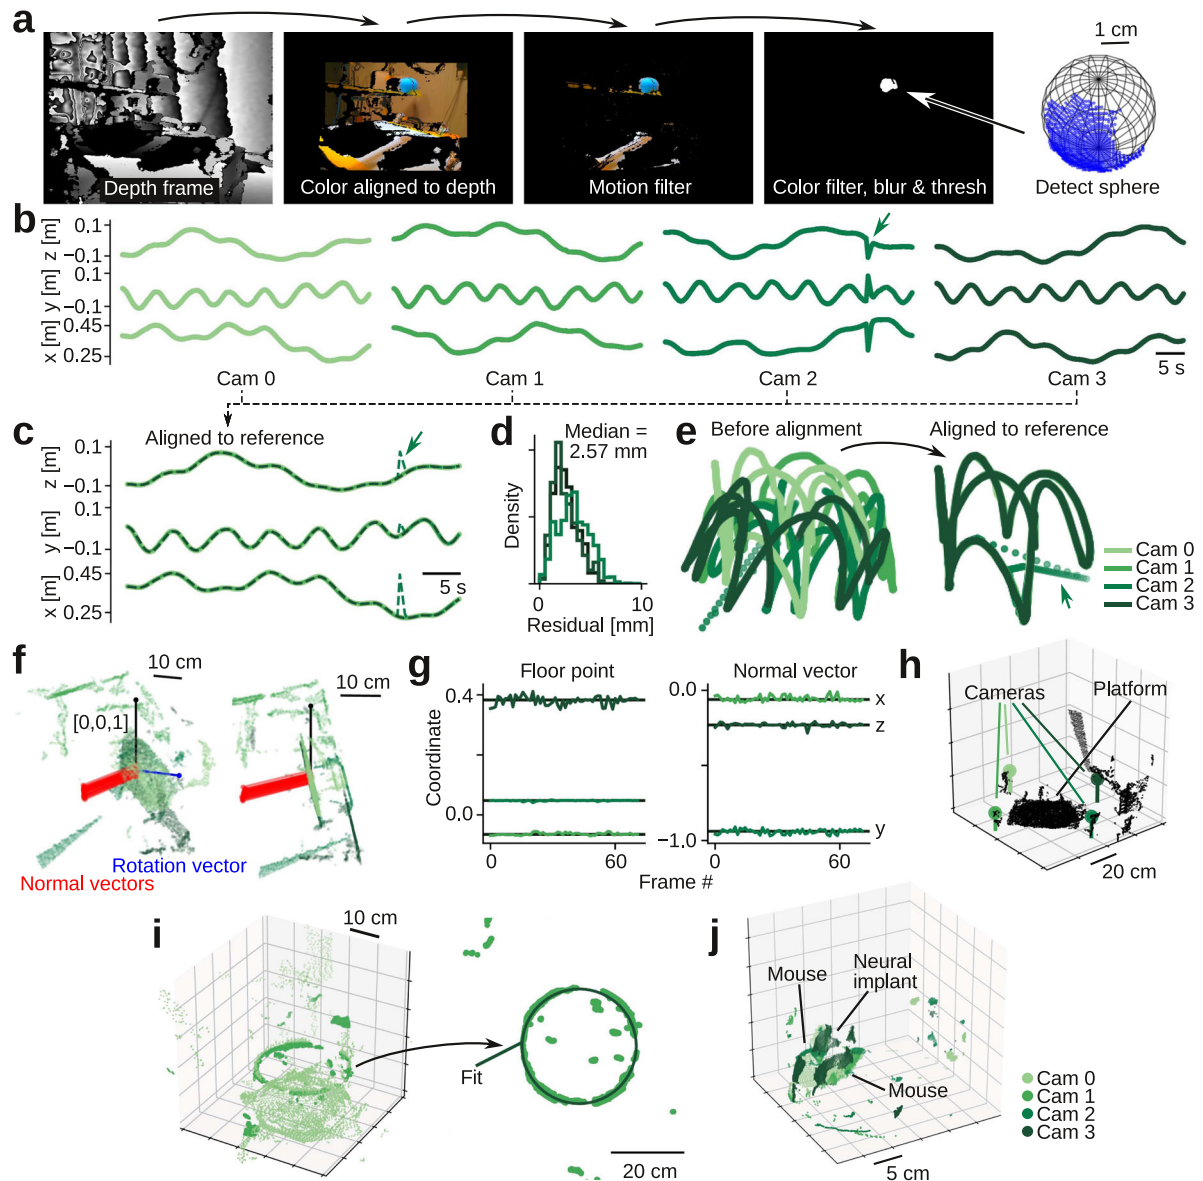 a
1 cm
Depth frame
Color aligned to depth
Motion filter
Color filter, blur & thresh
Detect sphere
b
z [m]
0.1
−0.1
y [m]
0.1
−0.1
x [m]
0.45
0.25
5 s
Cam 0
Cam 1
Cam 2
Cam 3
c
Aligned to reference
z [m]
0.1
−0.1
y [m]
0.1
−0.1
x [m]
0.45
0.25
5 s
d
Median =
2.57 mm
Density
0
10
Residual [mm]
e
Before alignment
Aligned to reference
Cam 0
Cam 1
Cam 2
Cam 3
f
10 cm
10 cm
[0,0,1]
Rotation vector
Normal vectors
g
Floor point
Normal vector
Coordinate
0.4
0.0
0
60
0.0
−1.0
0
60
x
z
y
Frame #
h
Cameras
Platform
20 cm
i
10 cm
Fit
20 cm
j
Mouse
Neural
implant
Mouse
5 cm
Cam 0
Cam 1
Cam 2
Cam 3